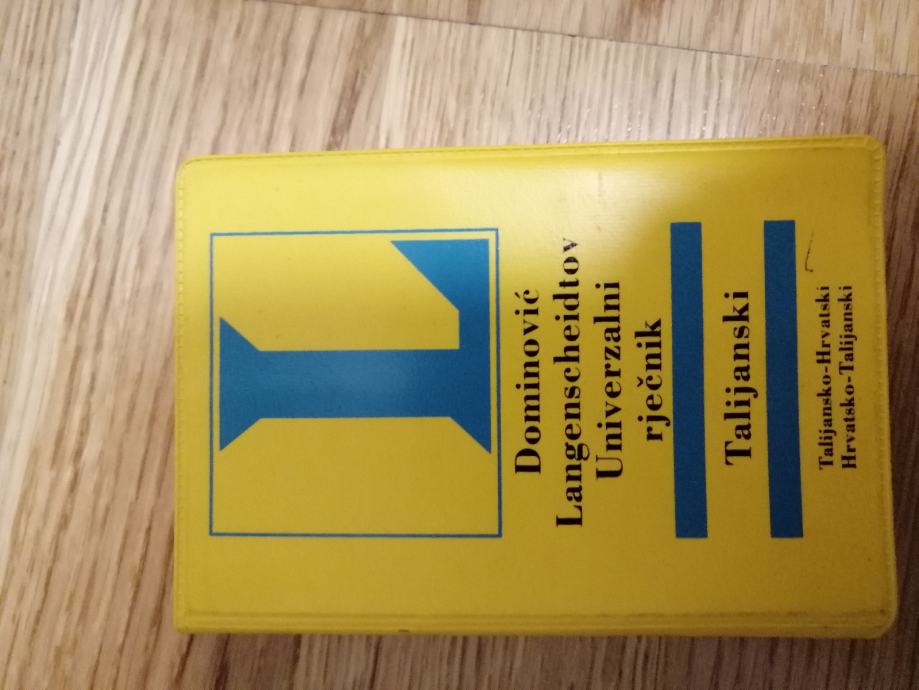 L
Dominović
Langenscheidtov
Univerzalni
rječnik
Talijanski
Talijansko-Hrvatski
Hrvatsko-Talijanski